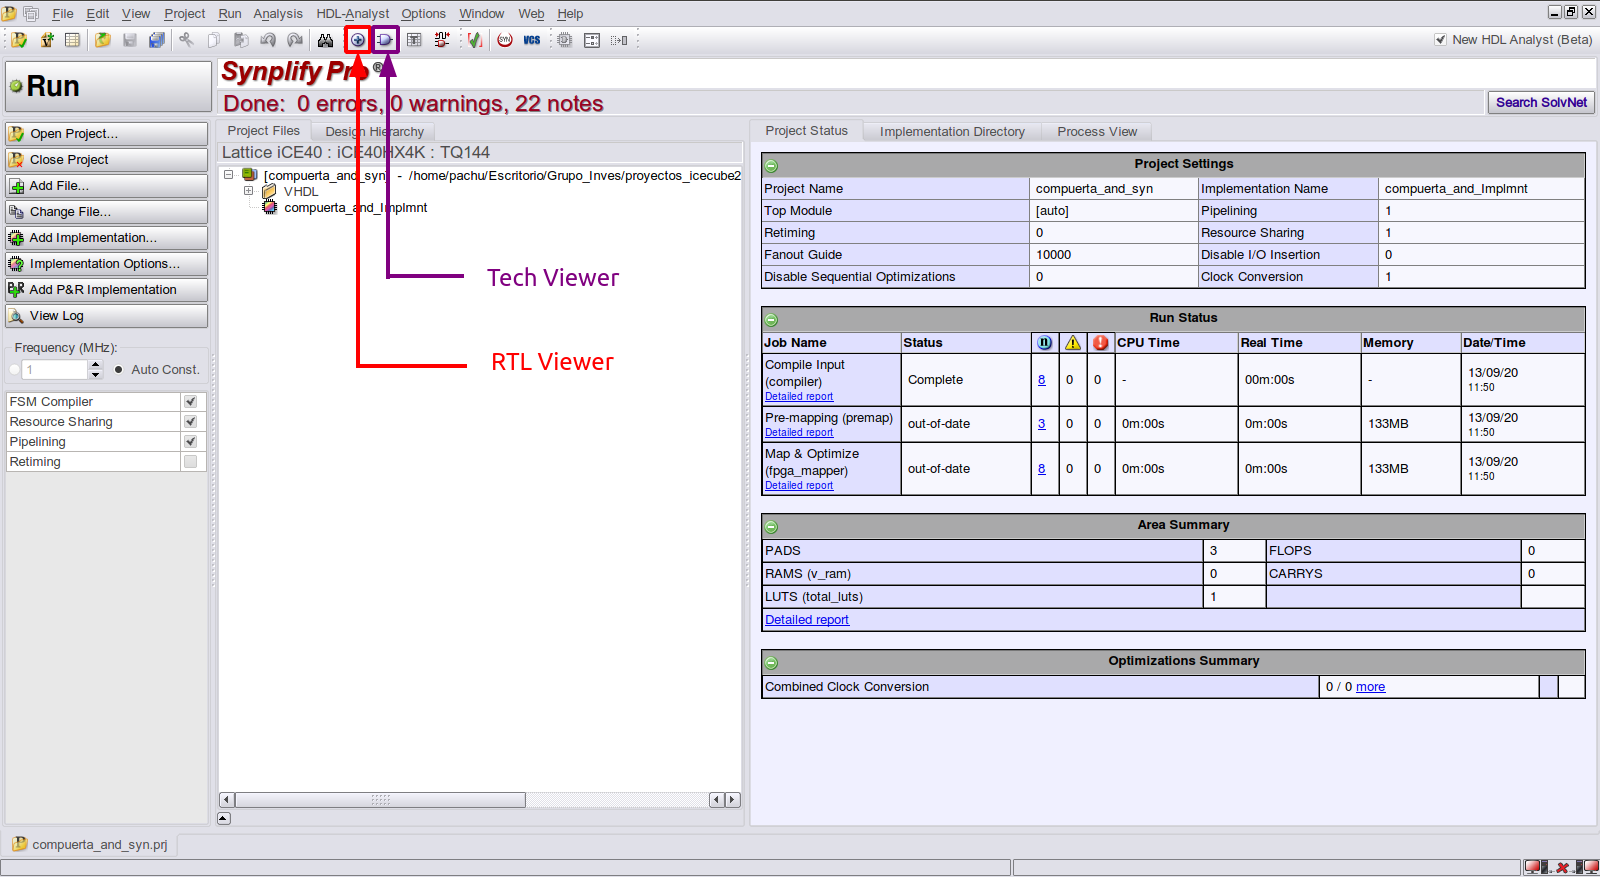 File Edit View Project Run Analysis HDL-Analyst Options Window Web Help
New HDL Analyst (Beta)
Run
Synplify Pro ®
Done: 0 errors, 0 warnings, 22 notes
Search SolvNet
Open Project...
Close Project
Add File...
Change File...
Add Implementation...
Implementation Options...
Add P&R Implementation
View Log
Frequency (MHz):
1 Auto Const.
FSM Compiler
Resource Sharing
Pipelining
Retiming
Project Files Design Hierarchy
Lattice iCE40 : iCE40HX4K : TQ144
[compuerta_and_syn] - /home/pachu/Escritorio/Grupo_Inves/proyectos_icecube2
VHDL
compuerta_and_Implmnt
Tech Viewer
RTL Viewer
Project Status Implementation Directory Process View
Project Settings
Project Name compuerta_and_syn Implementation Name compuerta_and_Implmnt
Top Module [auto] Pipelining 1
Retiming 0 Resource Sharing 1
Fanout Guide 10000 Disable I/O Insertion 0
Disable Sequential Optimizations 0 Clock Conversion 1
Run Status
Job Name Status CPU Time Real Time Memory Date/Time
Compile Input (compiler) Complete 8 0 0 - 00m:00s - 13/09/20 11:50
Detailed report
Pre-mapping (premap) out-of-date 3 0 0 0m:00s 0m:00s 133MB 13/09/20 11:50
Detailed report
Map & Optimize (fpga_mapper) out-of-date 8 0 0 0m:00s 0m:00s 133MB 13/09/20 11:50
Detailed report
Area Summary
PADS 3 FLOPS 0
RAMS (v_ram) 0 CARRYS 0
LUTS (total_luts) 1
Detailed report
Optimizations Summary
Combined Clock Conversion 0 / 0 more
compuerta_and_syn.prj